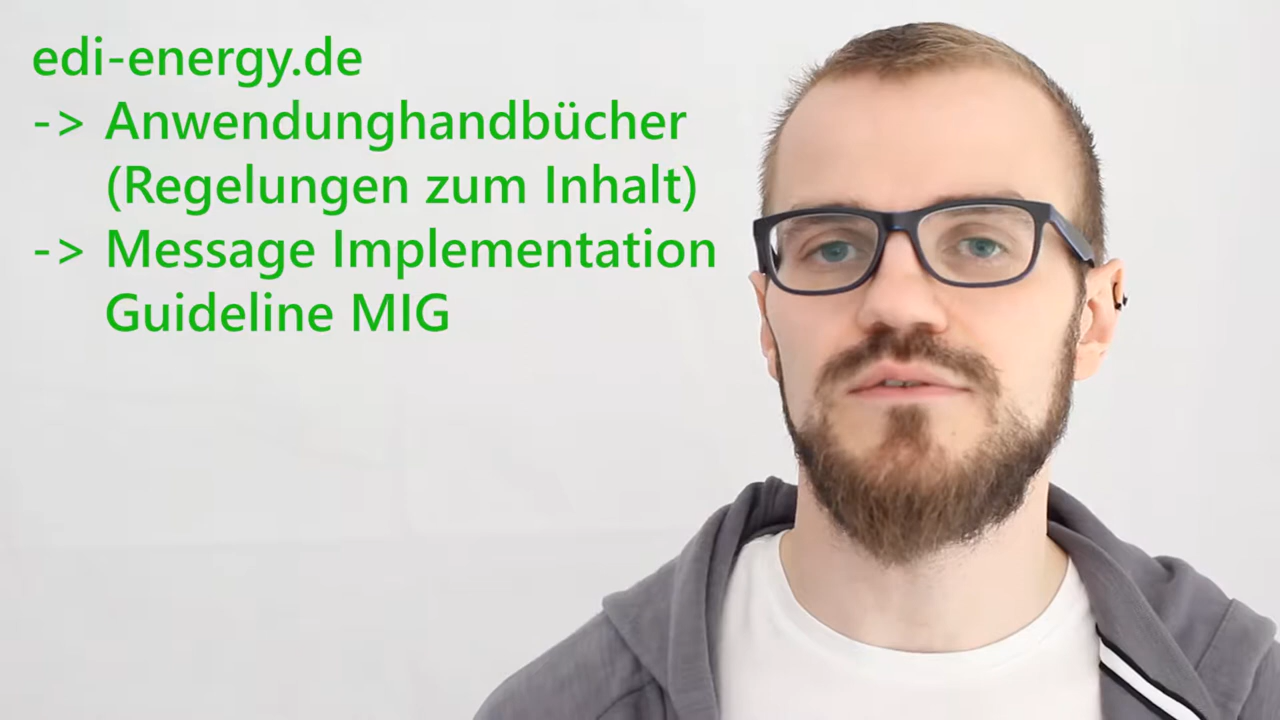 edi-energy.de
-> Anwendunghandbücher
(Regelungen zum Inhalt)
-> Message Implementation
Guideline MIG